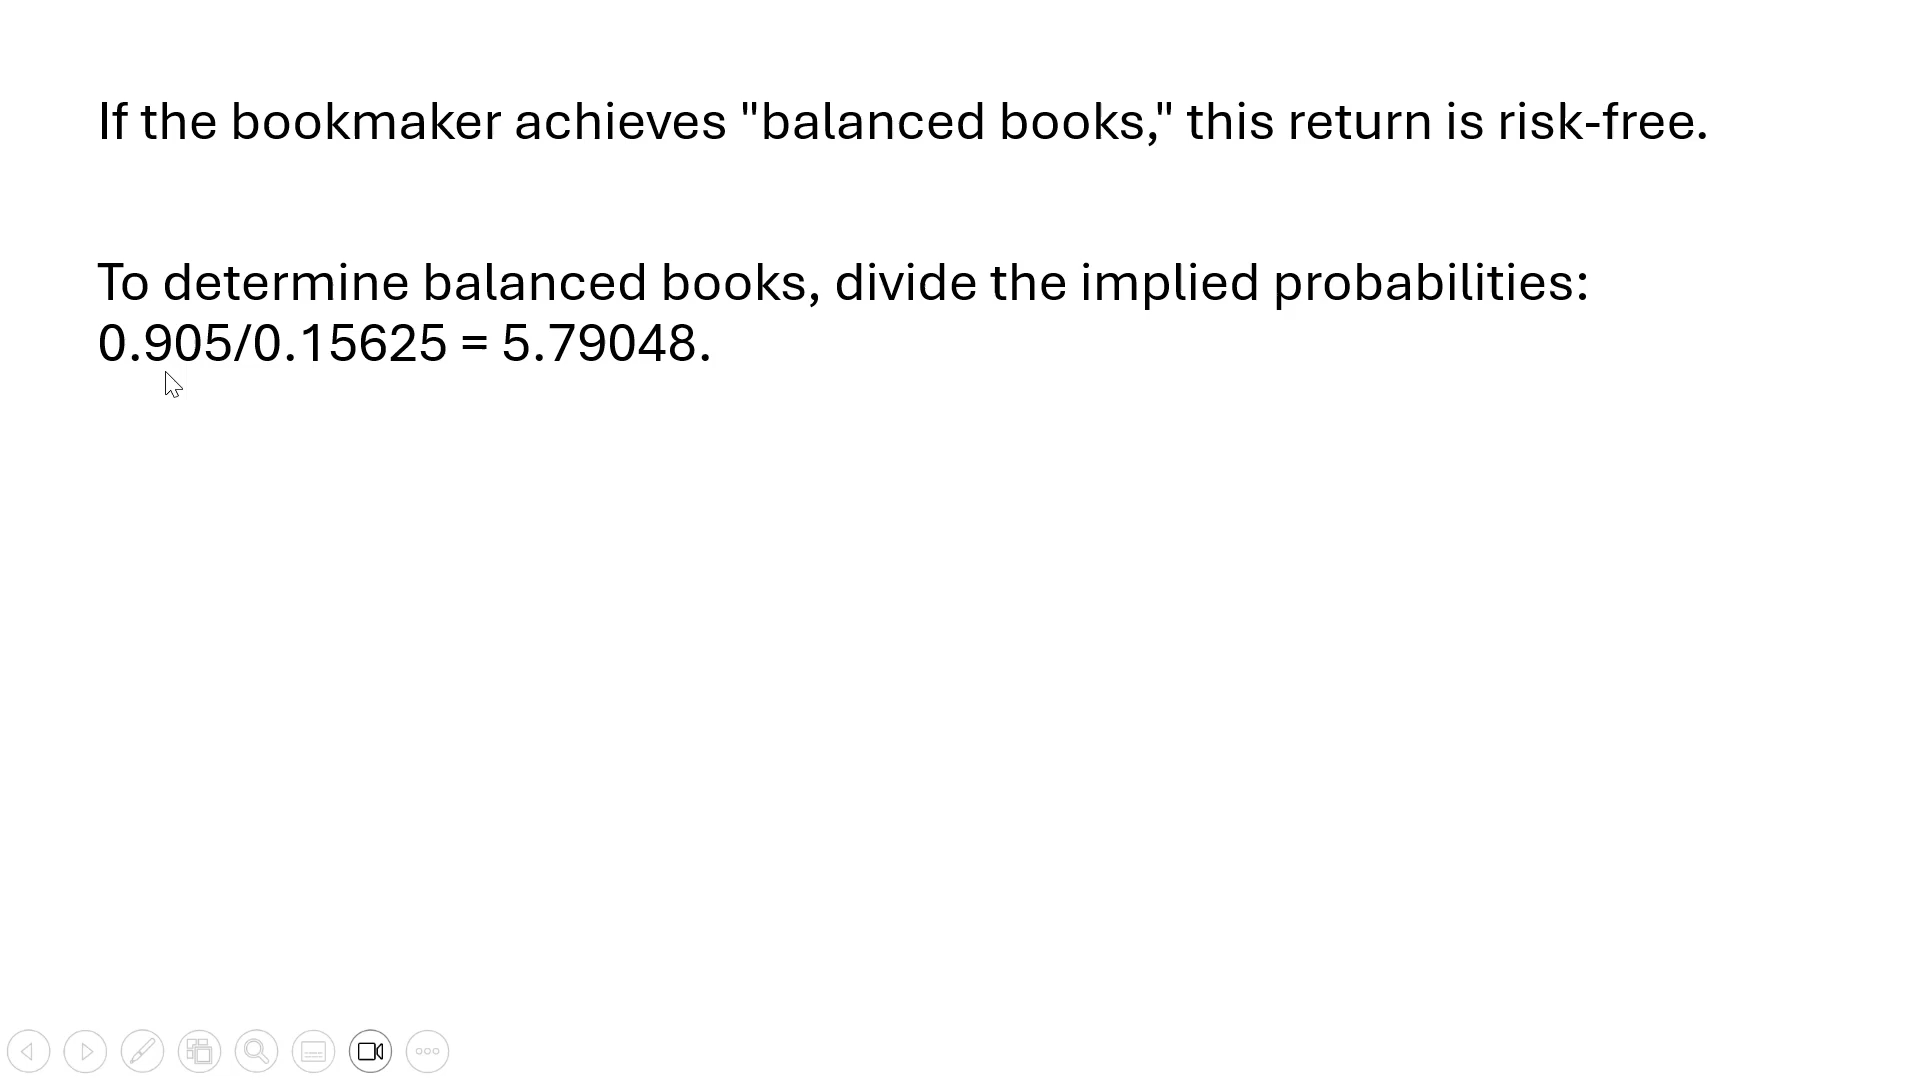 If the bookmaker achieves "balanced books," this return is risk-free.
To determine balanced books, divide the implied probabilities:
0.905/0.15625 = 5.79048.